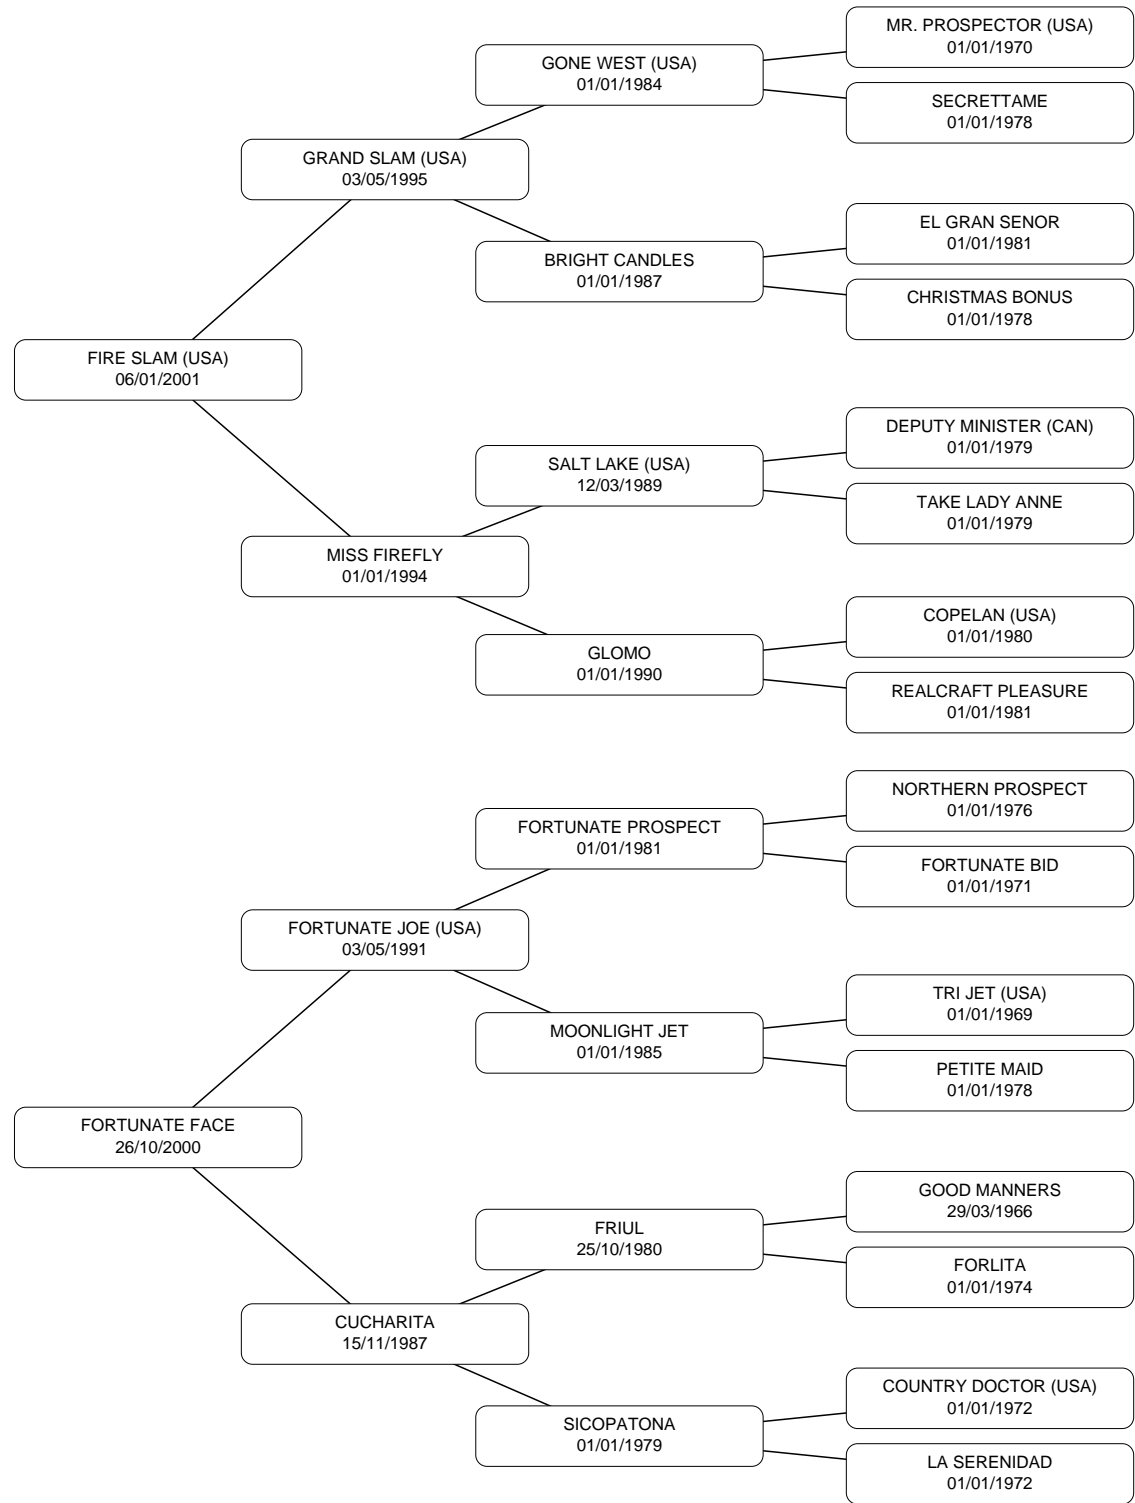 MR. PROSPECTOR (USA)
01/01/1970
GONE WEST (USA)
01/01/1984
SECRETTAME
01/01/1978
GRAND SLAM (USA)
03/05/1995
EL GRAN SENOR
01/01/1981
BRIGHT CANDLES
01/01/1987
CHRISTMAS BONUS
01/01/1978
FIRE SLAM (USA)
06/01/2001
DEPUTY MINISTER (CAN)
01/01/1979
SALT LAKE (USA)
12/03/1989
TAKE LADY ANNE
01/01/1979
MISS FIREFLY
01/01/1994
COPELAN (USA)
01/01/1980
GLOMO
01/01/1990
REALCRAFT PLEASURE
01/01/1981
NORTHERN PROSPECT
01/01/1976
FORTUNATE PROSPECT
01/01/1981
FORTUNATE BID
01/01/1971
FORTUNATE JOE (USA)
03/05/1991
TRI JET (USA)
01/01/1969
MOONLIGHT JET
01/01/1985
PETITE MAID
01/01/1978
FORTUNATE FACE
26/10/2000
GOOD MANNERS
29/03/1966
FRIUL
25/10/1980
FORLITA
01/01/1974
CUCHARITA
15/11/1987
COUNTRY DOCTOR (USA)
01/01/1972
SICOPATONA
01/01/1979
LA SERENIDAD
01/01/1972